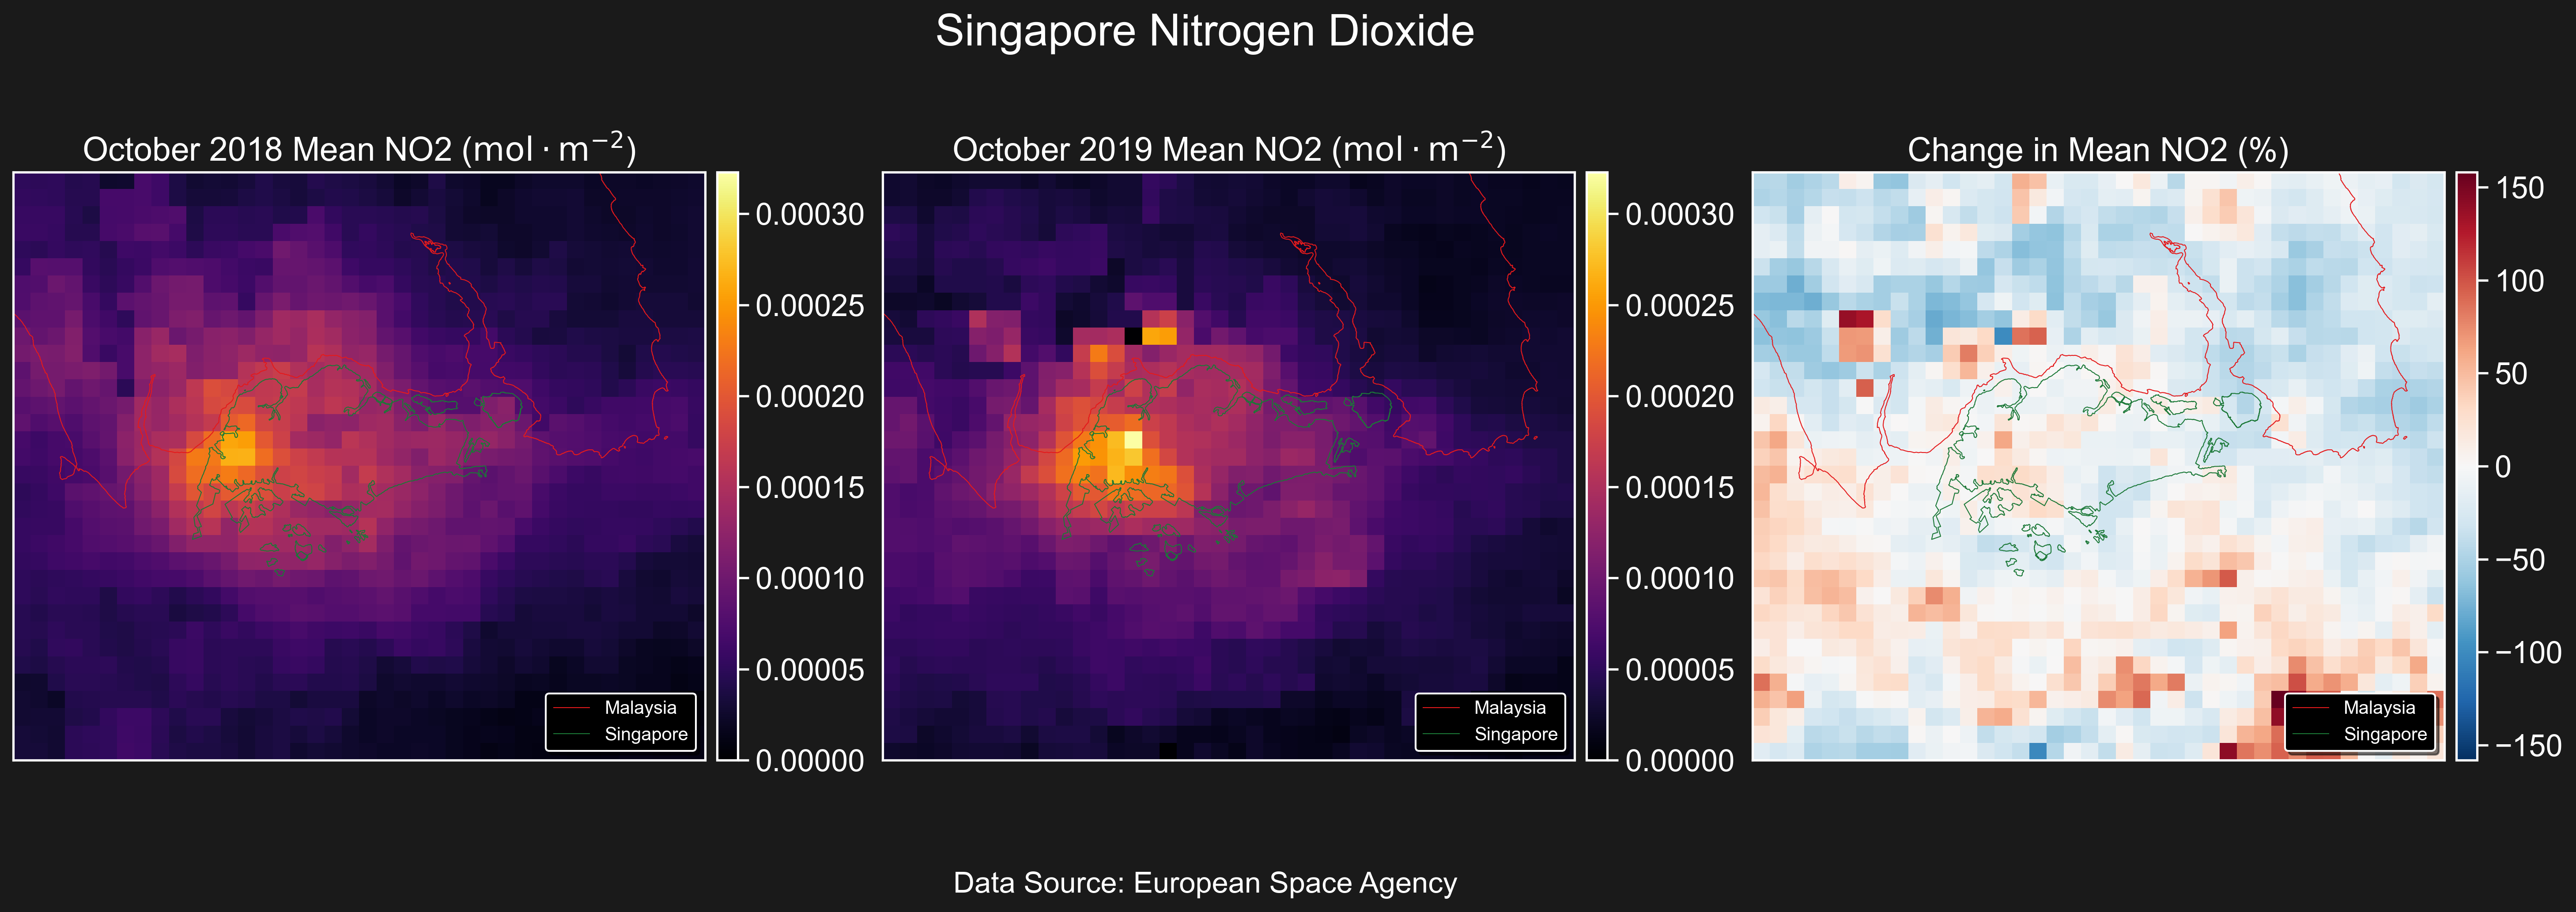 Singapore Nitrogen Dioxide
October 2018 Mean NO2 (mol · m⁻²)
0.00030
0.00025
0.00020
0.00015
0.00010
0.00005
0.00000
Malaysia
Singapore
October 2019 Mean NO2 (mol · m⁻²)
0.00030
0.00025
0.00020
0.00015
0.00010
0.00005
0.00000
Malaysia
Singapore
Change in Mean NO2 (%)
150
100
50
0
−50
−100
−150
Malaysia
Singapore
Data Source: European Space Agency